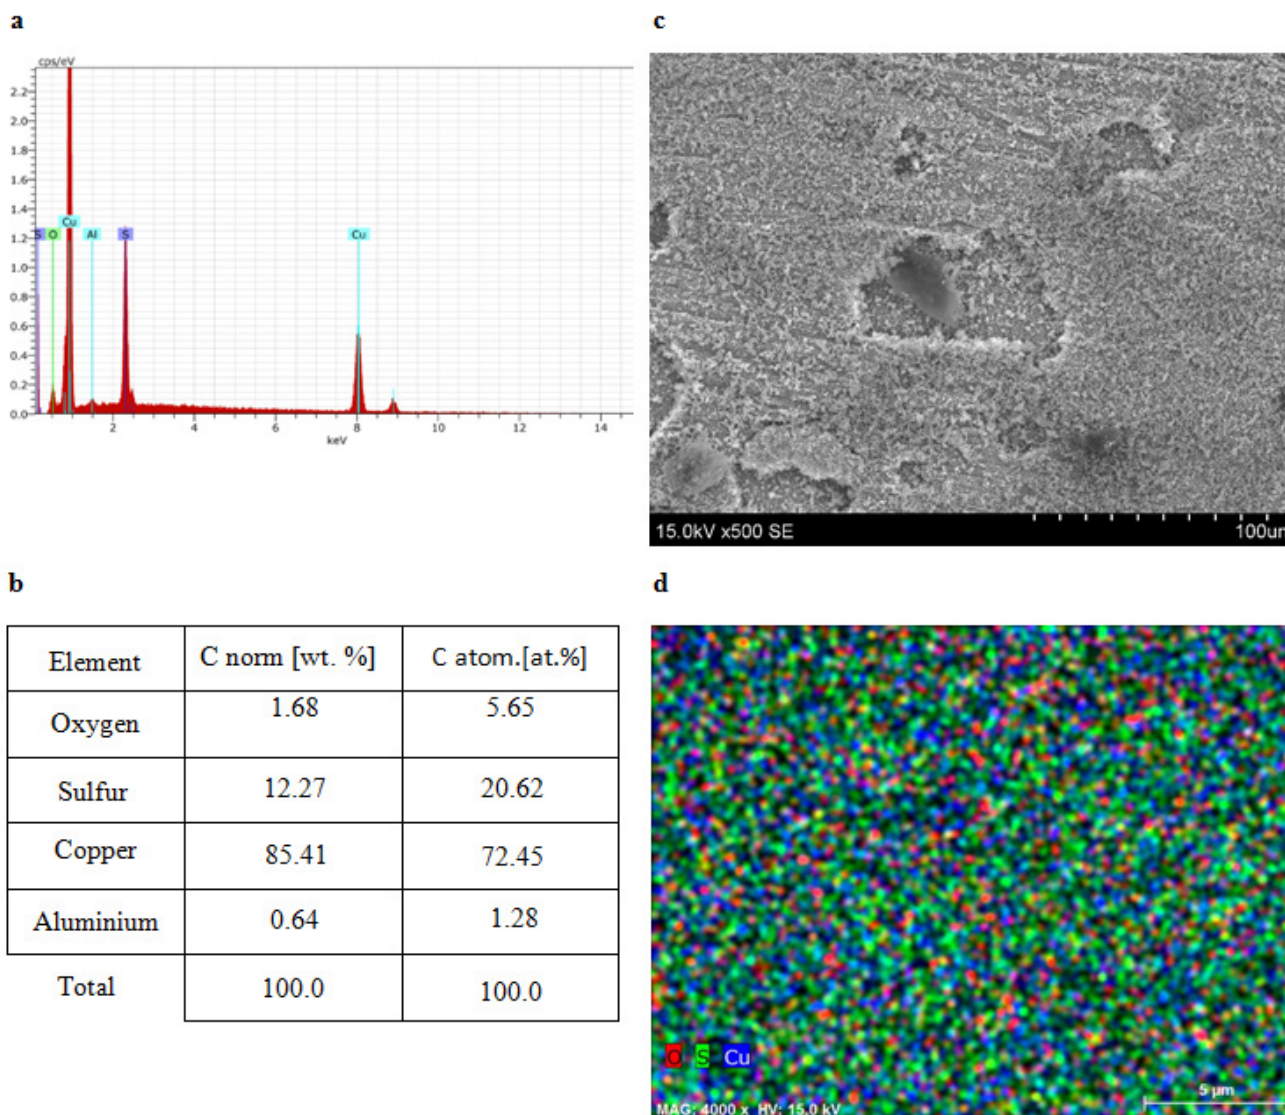 a
cps/eV
2.2
2.0
1.8
1.6
1.4
1.2
1.0
0.8
0.6
0.4
0.2
0.0
S O Cu Al S Cu
2 4 6 8 10 12 14
keV
c
15.0kV x500 SE 100um
b
Element C norm [wt. %] C atom.[at.%]
Oxygen 1.68 5.65
Sulfur 12.27 20.62
Copper 85.41 72.45
Aluminium 0.64 1.28
Total 100.0 100.0
d
O S Cu
5 µm
MAG: 4000 x HV: 15.0 kV